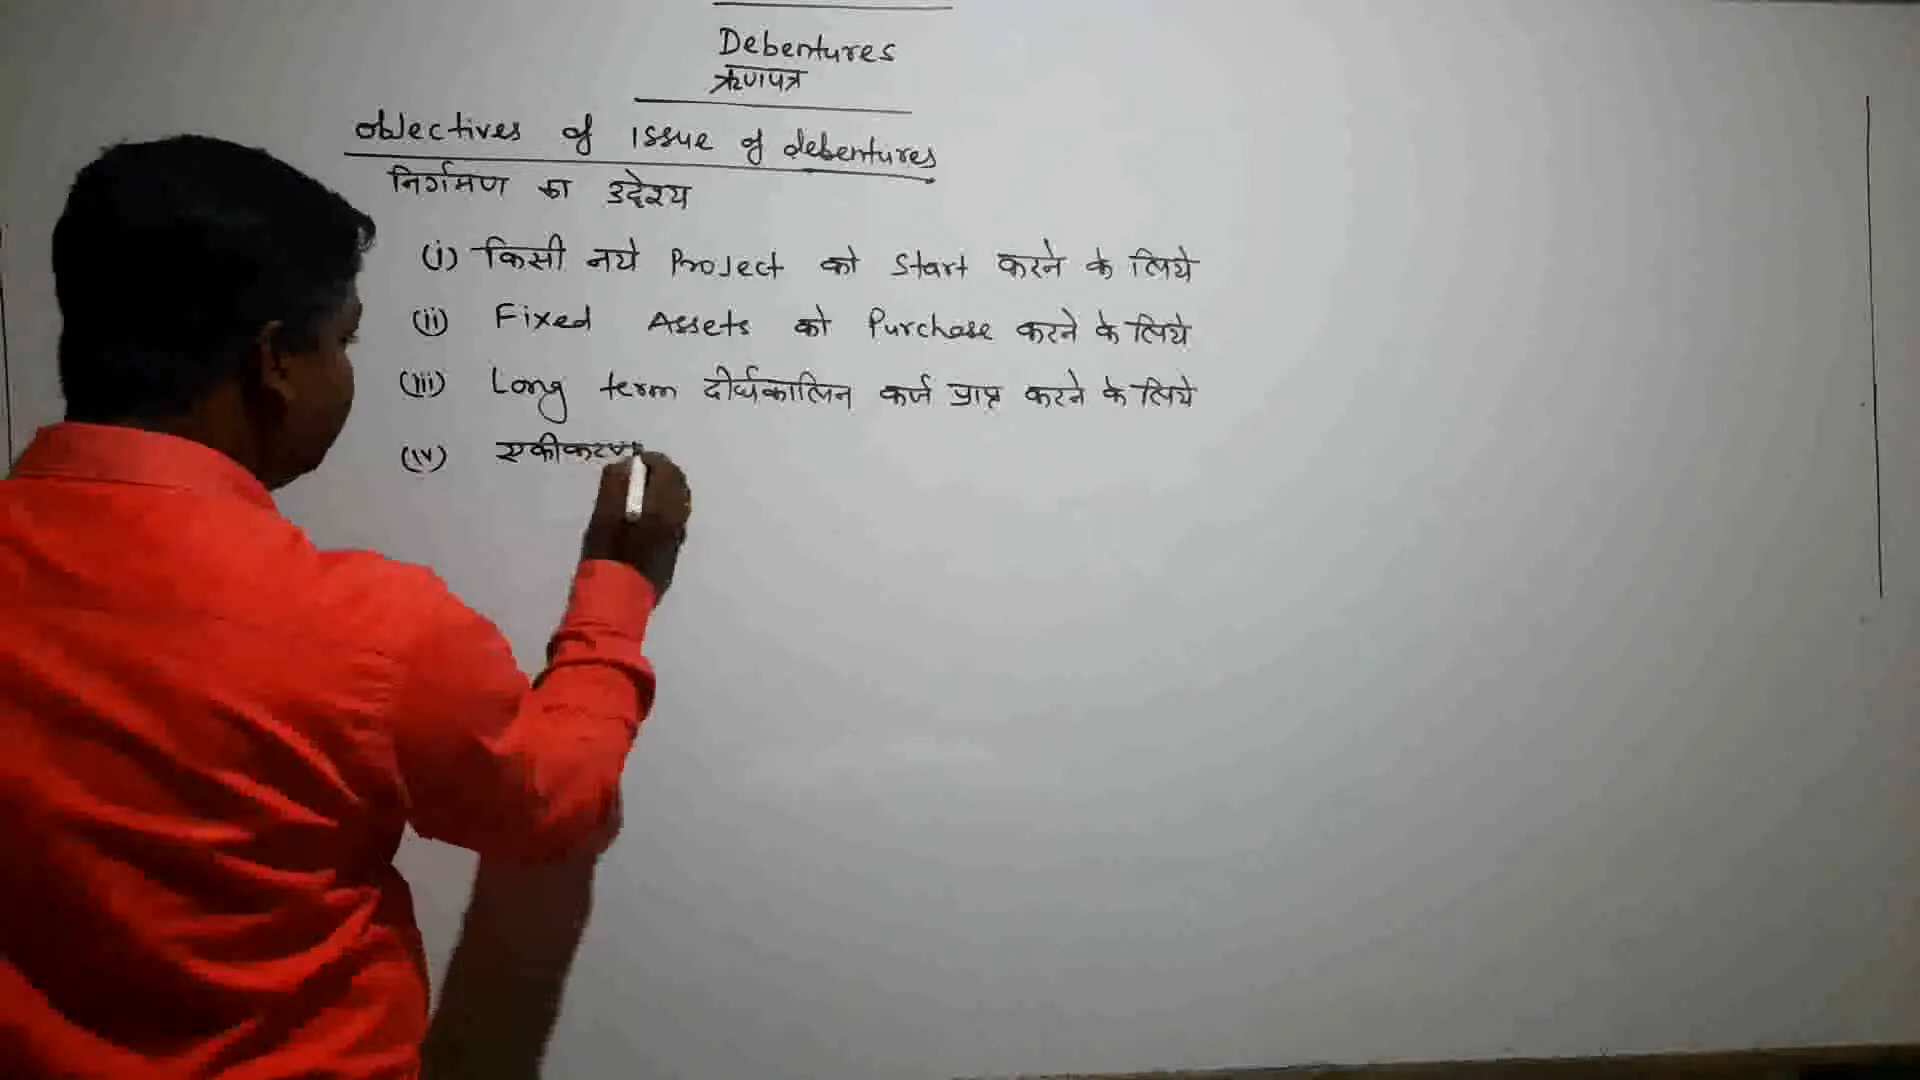 Debentures
ऋणपत्र
Objectives of Issue of debentures
निर्गमण का उद्देश्य
(i) किसी नये Project को Start करने के लिये
(ii) Fixed Assets को Purchase करने के लिये
(iii) Long term दीर्घकालिन कर्ज प्राप्त करने के लिये
(iv) एकीकरण